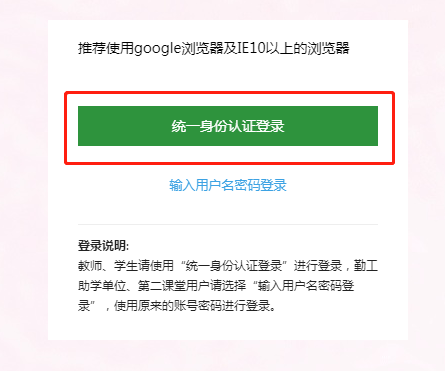 推荐使用google浏览器及IE10以上的浏览器
统一身份认证登录
输入用户名密码登录
登录说明:
教师、学生请使用“统一身份认证登录”进行登录，勤工
助学单位、第二课堂用户请选择“输入用户名密码登
录”，使用原来的账号密码进行登录。